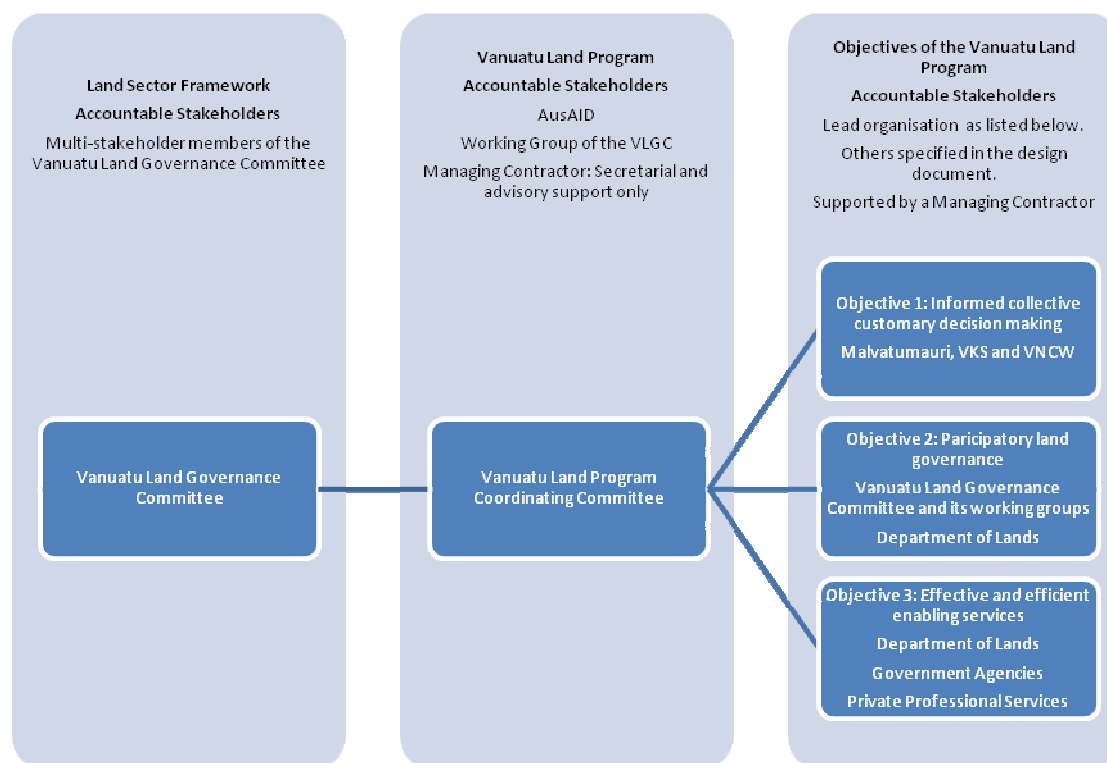 Land Sector Framework
Accountable Stakeholders
Multi-stakeholder members of the
Vanuatu Land Governance Committee
Vanuatu Land Governance
Committee
Vanuatu Land Program
Accountable Stakeholders
AusAID
Working Group of the VLGC
Managing Contractor: Secretarial and
advisory support only
Vanuatu Land Program
Coordinating Committee
Objectives of the Vanuatu Land
Program
Accountable Stakeholders
Lead organisation as listed below.
Others specified in the design
document.
Supported by a Managing Contractor
Objective 1: Informed collective
customary decision making
Malvatumauri, VKS and VNCW
Objective 2: Paricipatory land
governance
Vanuatu Land Governance
Committee and its working groups
Department of Lands
Objective 3: Effective and efficient
enabling services
Department of Lands
Government Agencies
Private Professional Services